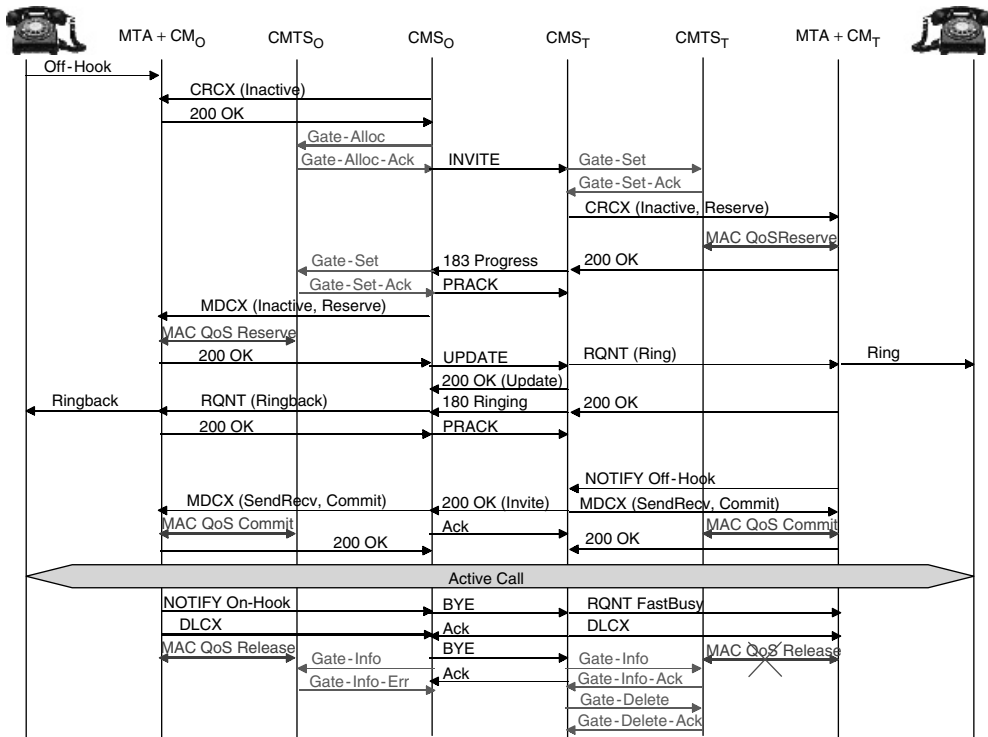 MTA + CM_O CMTS_O CMS_O CMS_T CMTS_T MTA + CM_T
Off-Hook
CRCX (Inactive)
200 OK
Gate-Alloc
Gate-Alloc-Ack INVITE Gate-Set
Gate-Set-Ack
CRCX (Inactive, Reserve)
MAC QoSReserve
Gate-Set 183 Progress 200 OK
Gate-Set-Ack PRACK
MDCX (Inactive, Reserve)
MAC QoS Reserve
200 OK UPDATE RQNT (Ring) Ring
200 OK (Update)
Ringback RQNT (Ringback) 180 Ringing 200 OK
200 OK PRACK
NOTIFY Off-Hook
MDCX (SendRecv, Commit) 200 OK (Invite) MDCX (SendRecv, Commit)
MAC QoS Commit Ack MAC QoS Commit
200 OK 200 OK
Active Call
NOTIFY On-Hook BYE RQNT FastBusy
DLCX Ack DLCX
MAC QoS Release BYE MAC QoS Release
Gate-Info Gate-Info
Gate-Info-Err Ack Gate-Info-Ack
Gate-Delete
Gate-Delete-Ack